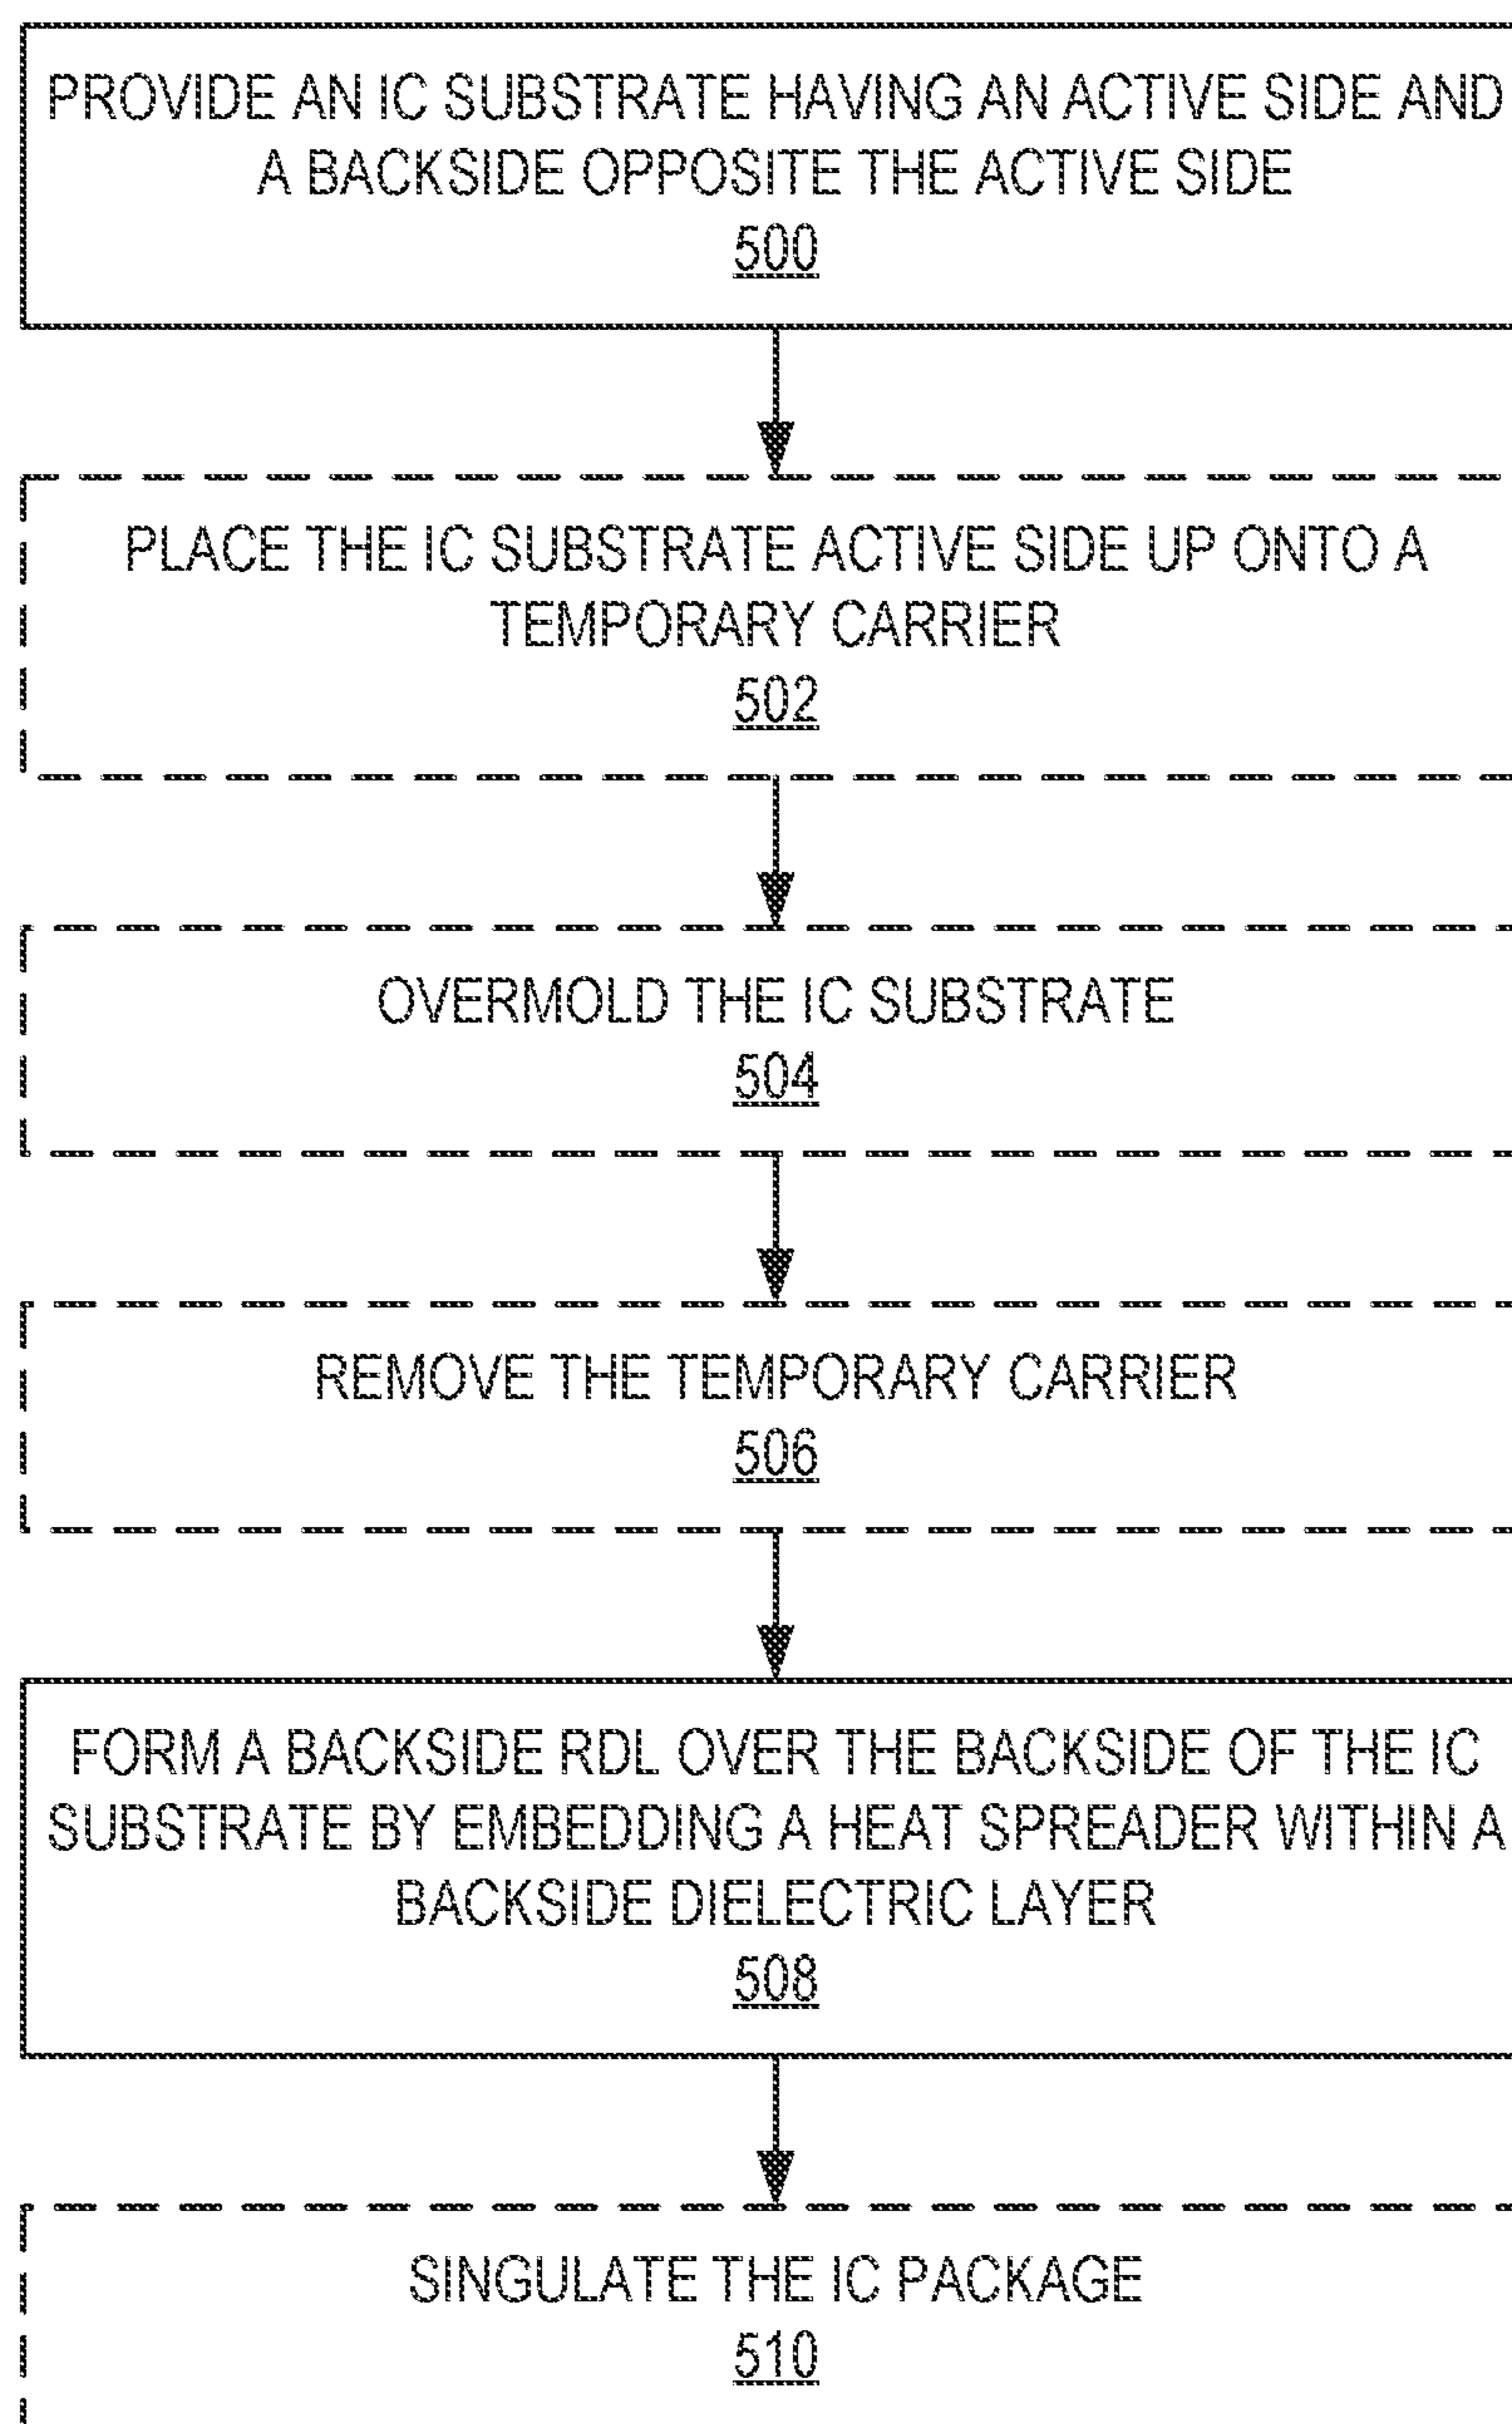 PROVIDE AN IC SUBSTRATE HAVING AN ACTIVE SIDE AND
A BACKSIDE OPPOSITE THE ACTIVE SIDE
500
PLACE THE IC SUBSTRATE ACTIVE SIDE UP ONTO A
TEMPORARY CARRIER
502
OVERMOLD THE IC SUBSTRATE
504
REMOVE THE TEMPORARY CARRIER
506
FORM A BACKSIDE RDL OVER THE BACKSIDE OF THE IC
SUBSTRATE BY EMBEDDING A HEAT SPREADER WITHIN A
BACKSIDE DIELECTRIC LAYER
508
SINGULATE THE IC PACKAGE
510